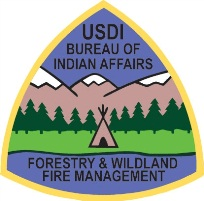 USDI
BUREAU OF
INDIAN AFFAIRS
FORESTRY & WILDLAND
FIRE MANAGEMENT